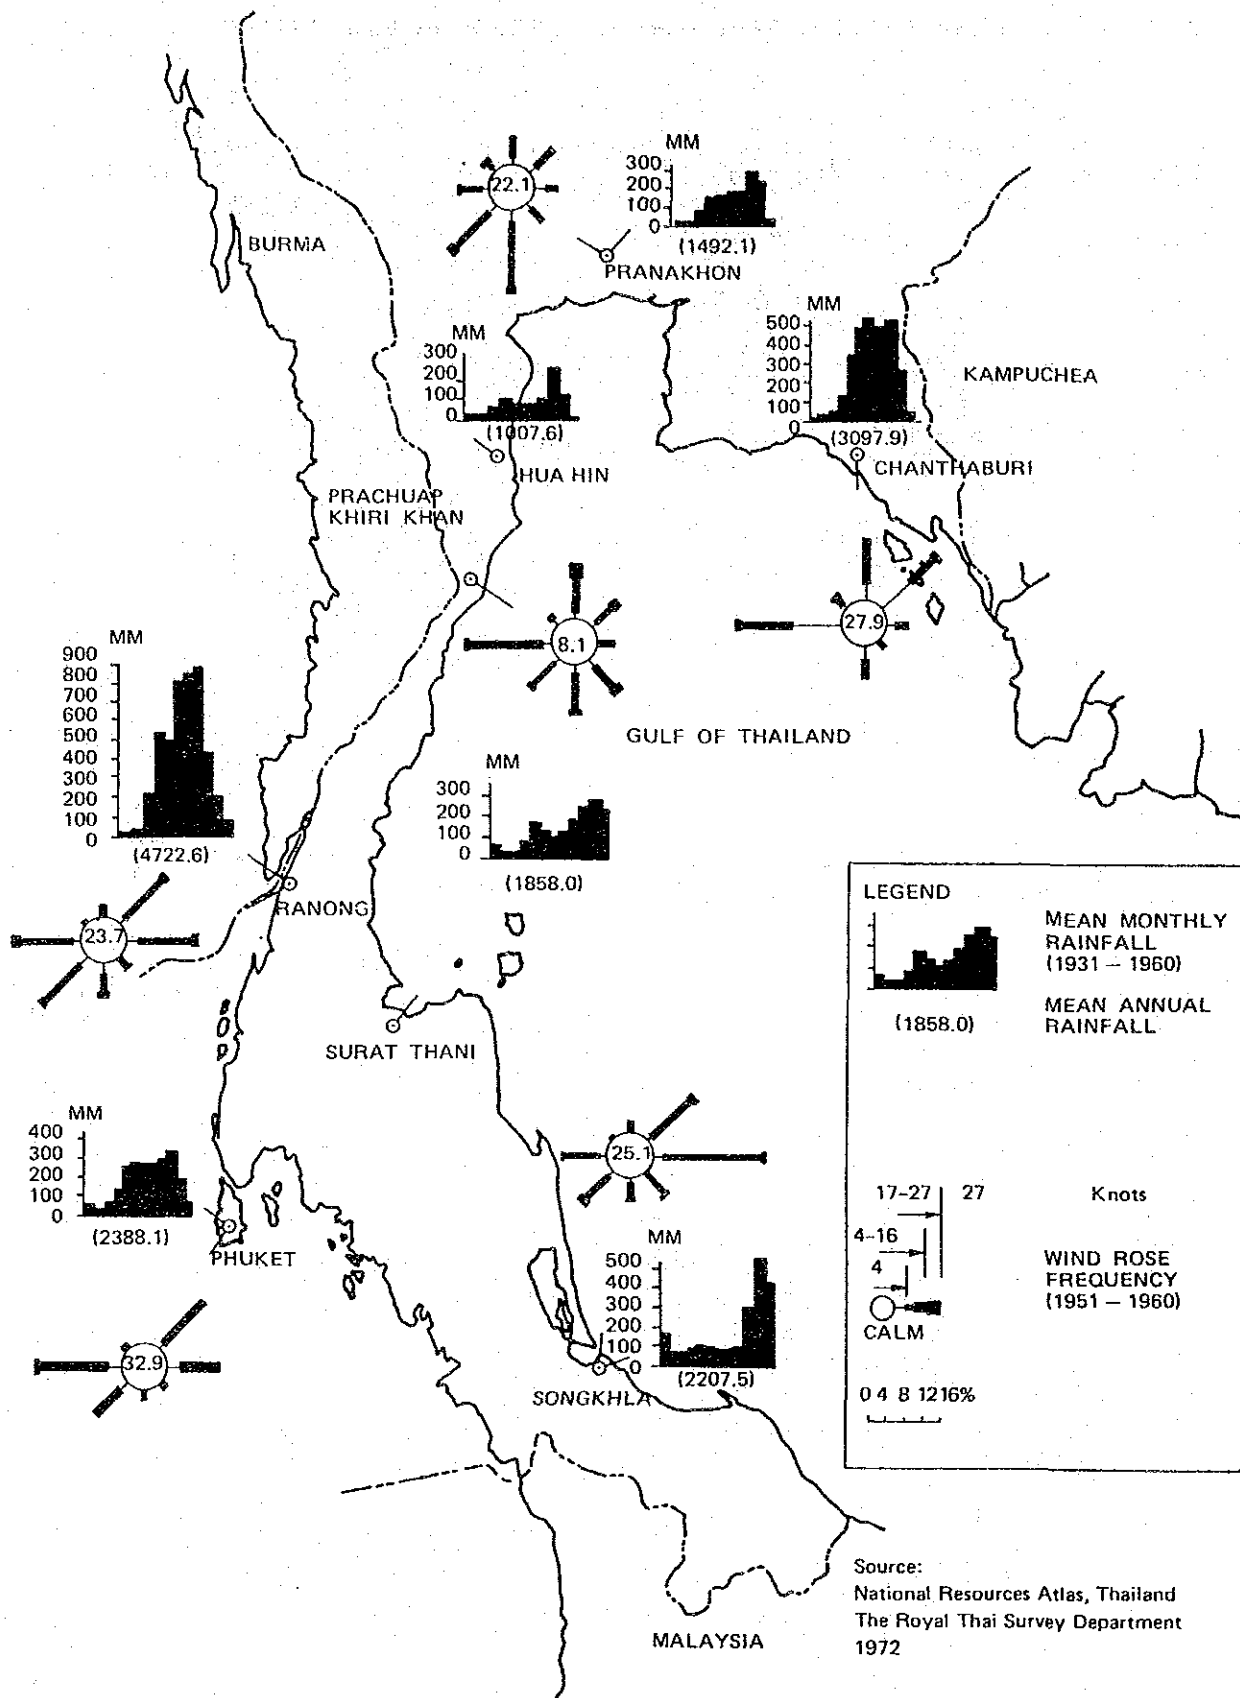 MM
300
200
100
0
(1492.1)
22.1
PRANAKHON
BURMA
MM
300
200
100
0
(1007.6)
HUA HIN
MM
500
400
300
200
100
0
(3097.9)
CHANTHABURI
KAMPUCHEA
PRACHUAP
KHIRI KHAN
8.1
27.9
GULF OF THAILAND
MM
900
800
700
600
500
400
300
200
100
0
(4722.6)
RANONG
23.7
MM
300
200
100
0
(1858.0)
SURAT THANI
MM
400
300
200
100
0
(2388.1)
PHUKET
32.9
25.1
MM
500
400
300
200
100
0
(2207.5)
SONGKHLA
MALAYSIA
LEGEND
MEAN MONTHLY
RAINFALL
(1931 – 1960)
(1858.0)
MEAN ANNUAL
RAINFALL
17–27 27 Knots
4–16
4
CALM
WIND ROSE
FREQUENCY
(1951 – 1960)
0 4 8 12 16%
Source:
National Resources Atlas, Thailand
The Royal Thai Survey Department
1972